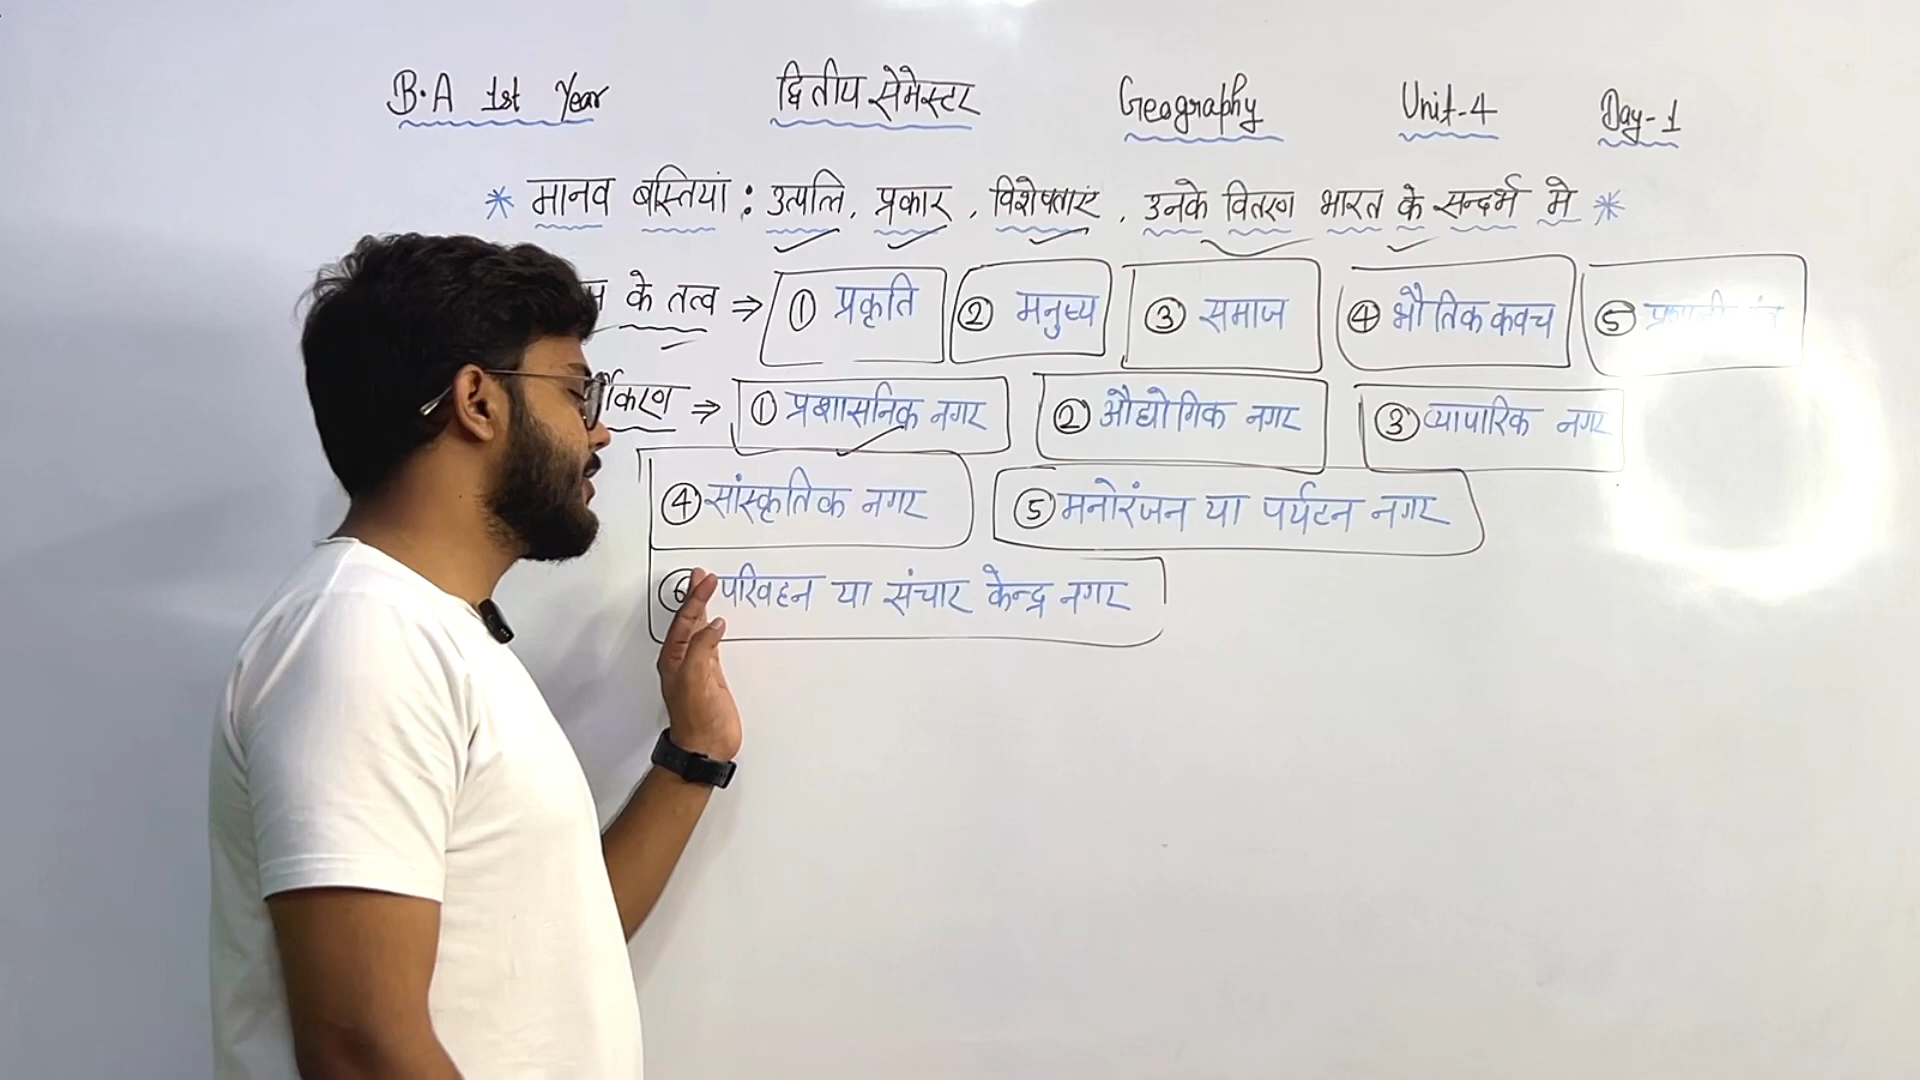 B.A 1st Year द्वितीय सेमेस्टर Geography Unit-4 Day-1
* मानव बस्तियां : उत्पत्ति, प्रकार, विशेषताएं, उनके वितरण भारत के सन्दर्भ मे *
के तत्व ⇒ ① प्रकृति ② मनुष्य ③ समाज ④ भौतिक कवच ⑤
⇒ ① प्रशासनिक नगर ② औद्योगिक नगर ③ व्यापारिक नगर
④ सांस्कृतिक नगर ⑤ मनोरंजन या पर्यटन नगर
⑥ परिवहन या संचार केन्द्र नगर